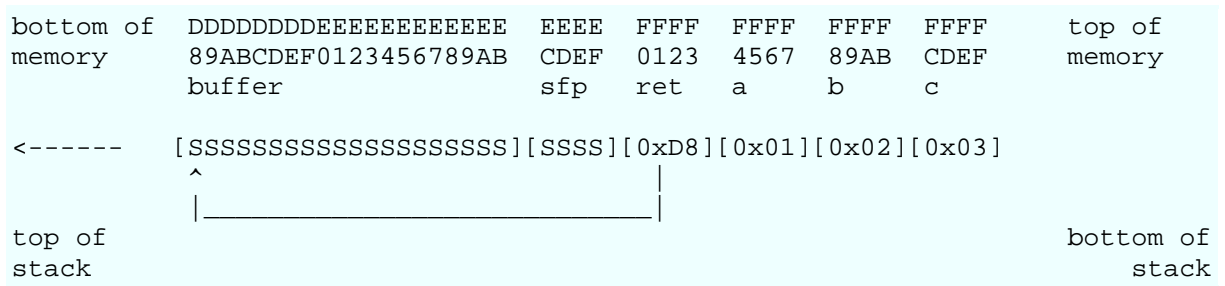 bottom of  DDDDDDDDEEEEEEEEEEEE  EEEE  FFFF  FFFF  FFFF  FFFF     top of
memory     89ABCDEF0123456789AB  CDEF  0123  4567  89AB  CDEF     memory
           buffer                sfp   ret   a     b     c
<------   [SSSSSSSSSSSSSSSSSSSS][SSSS][0xD8][0x01][0x02][0x03]
           ^                            |
           |____________________________|
top of                                                            bottom of
stack                                                                 stack